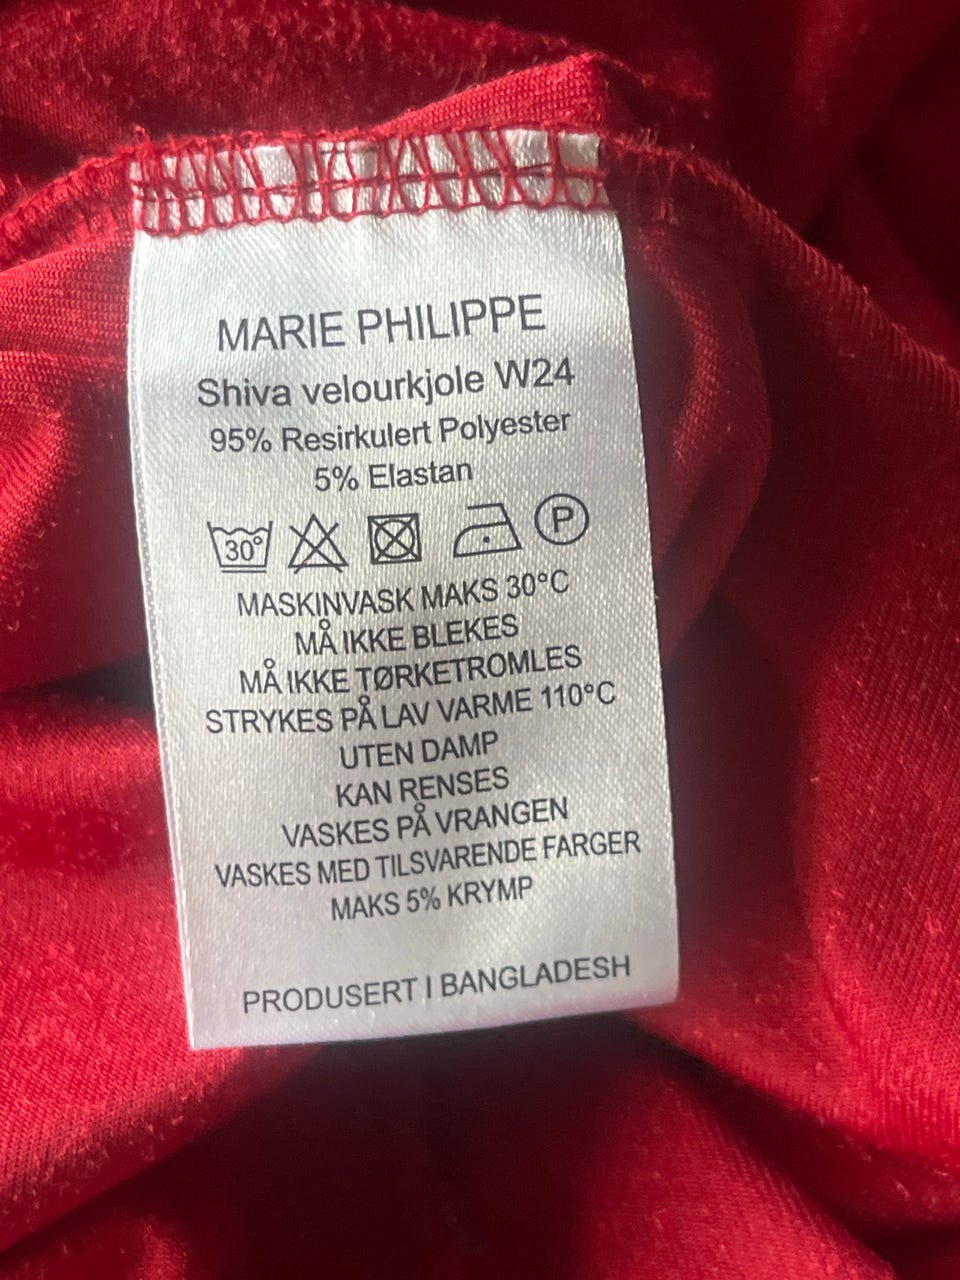 MARIE PHILIPPE
Shiva velourkjole W24
95% Resirkulert Polyester
5% Elastan
30° P
MASKINVASK MAKS 30°C
MÅ IKKE BLEKES
MÅ IKKE TØRKETROMLES
STRYKES PÅ LAV VARME 110°C
UTEN DAMP
KAN RENSES
VASKES PÅ VRANGEN
VASKES MED TILSVARENDE FARGER
MAKS 5% KRYMP
PRODUSERT I BANGLADESH